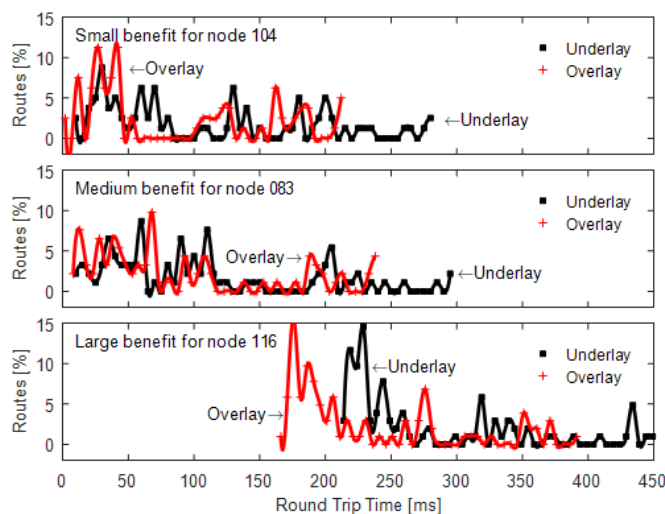 15
10
5
0
Routes [%]
Small benefit for node 104
←Overlay
←Underlay
Underlay
Overlay
15
10
5
0
Routes [%]
Medium benefit for node 083
Overlay→
←Underlay
Underlay
Overlay
15
10
5
0
Routes [%]
Large benefit for node 116
Overlay→
←Underlay
Underlay
Overlay
0 50 100 150 200 250 300 350 400 450
Round Trip Time [ms]